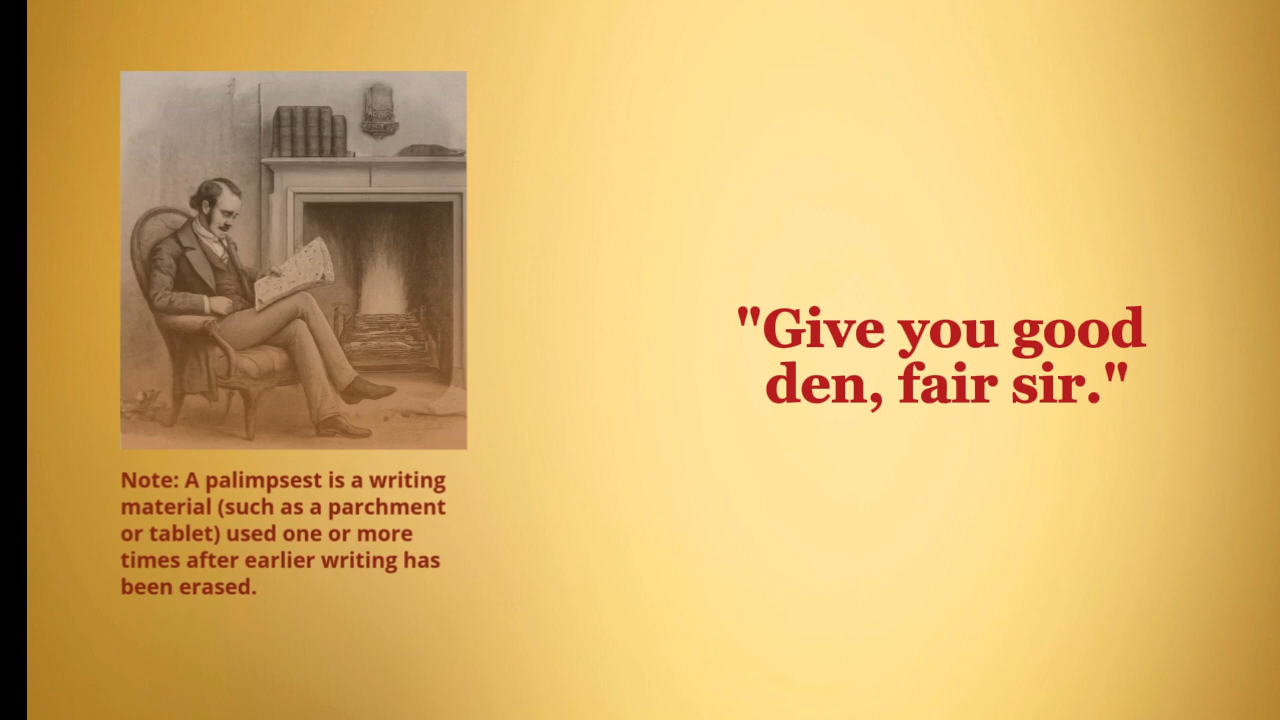 Note: A palimpsest is a writing
material (such as a parchment
or tablet) used one or more
times after earlier writing has
been erased.
"Give you good
den, fair sir."